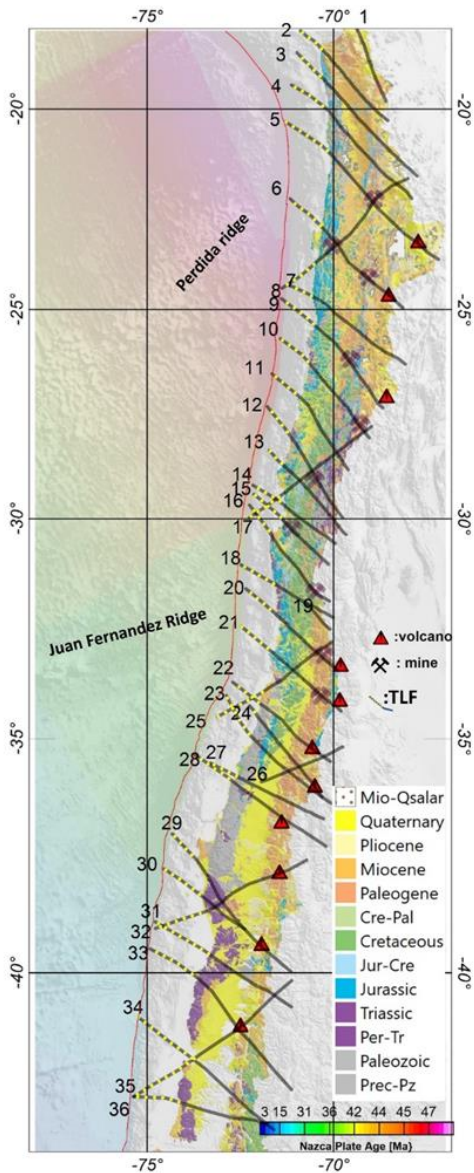 -75° -70°
2
3
-20° -20°
4
5
6
Perdida ridge
7
8
-25° 9 -25°
10
11
12
13
14
15
16
-30° -30°
17
18
20 19
Juan Fernandez Ridge
21
:volcano
22
: mine
23
24 :TLF
25
-35° -35°
27
28 26
Mio-Qsalar
Quaternary
29
Pliocene
Miocene
30
Paleogene
Cre-Pal
31
Cretaceous
32
Jur-Cre
33
-40° Jurassic
34
Triassic
Per-Tr
Paleozoic
35
Prec-Pz
36
3 15 31 36 42 44 45 47
Nazca Plate Age [Ma]
-75° -70°